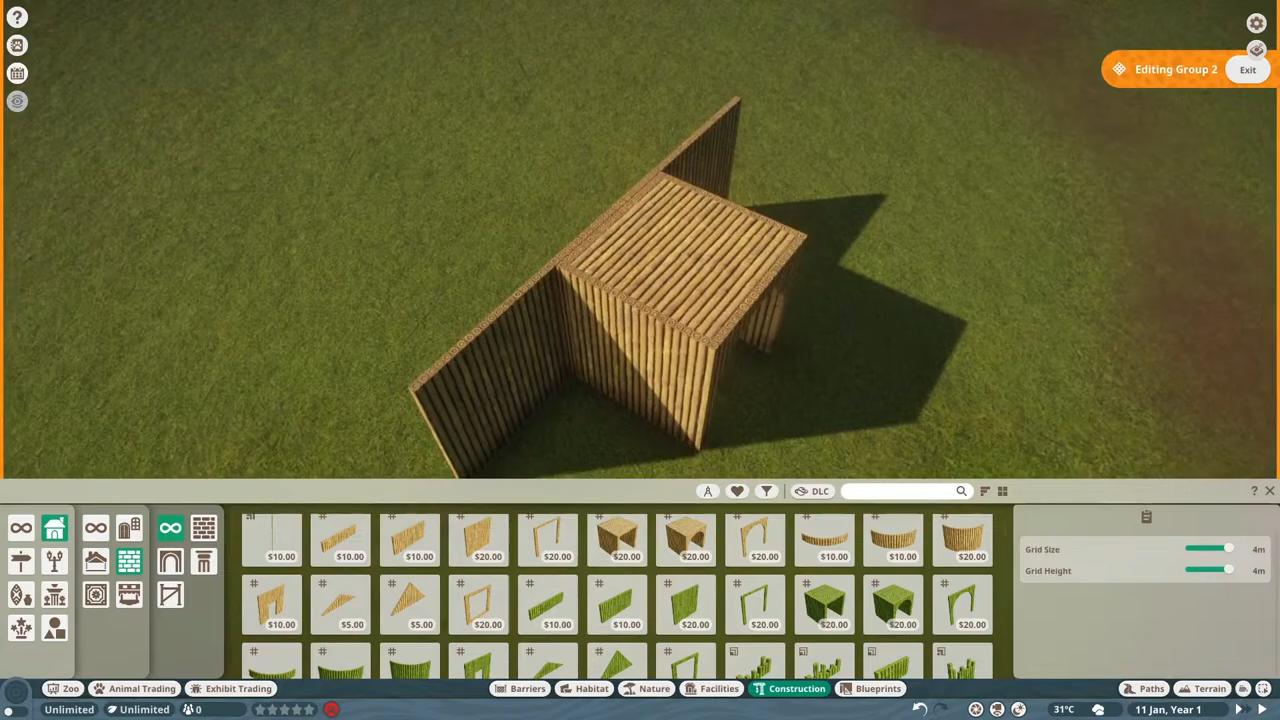 Editing Group 2
Exit
DLC
?
$10.00
$10.00
$10.00
$20.00
$20.00
$20.00
$20.00
$20.00
$10.00
$10.00
$20.00
Grid Size
4m
Grid Height
4m
$10.00
$5.00
$5.00
$20.00
$10.00
$10.00
$20.00
$20.00
$20.00
$20.00
$20.00
Zoo
Animal Trading
Exhibit Trading
Barriers
Habitat
Nature
Facilities
Construction
Blueprints
Paths
Terrain
Unlimited
Unlimited
0
31°C
11 Jan, Year 1